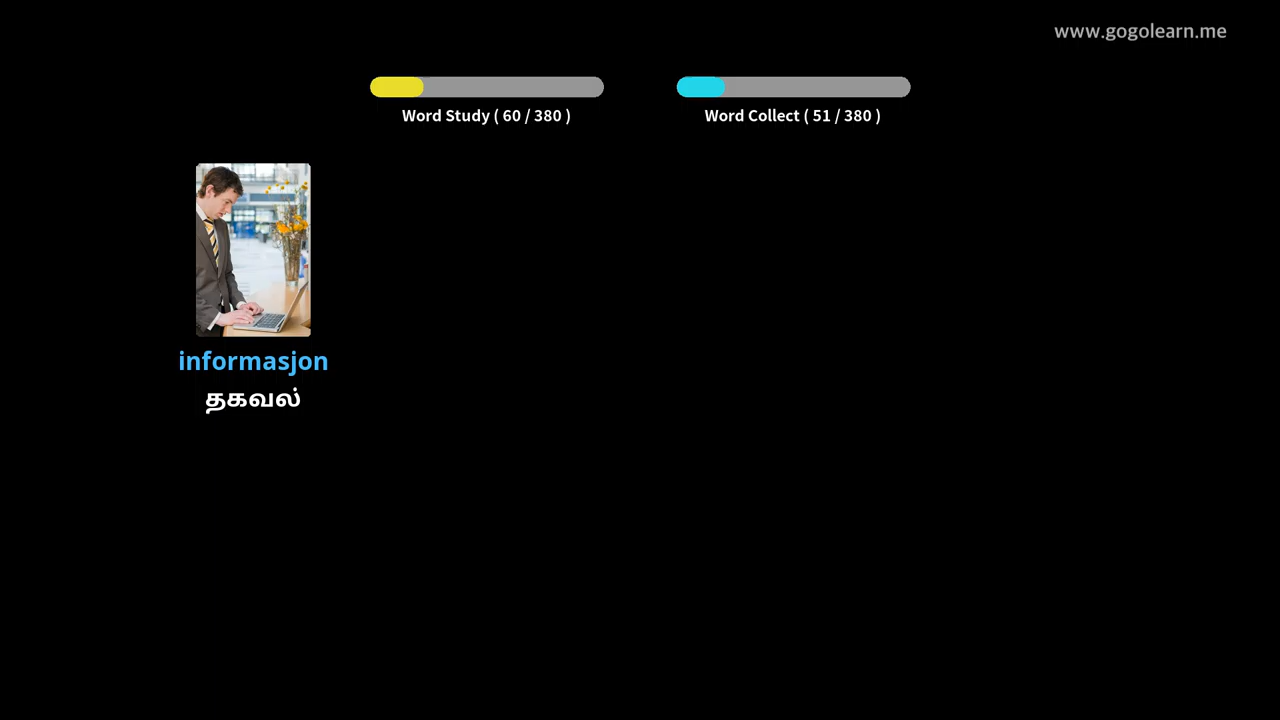 www.gogolearn.me
Word Study ( 60 / 380 )
Word Collect ( 51 / 380 )
informasjon
தகவல்